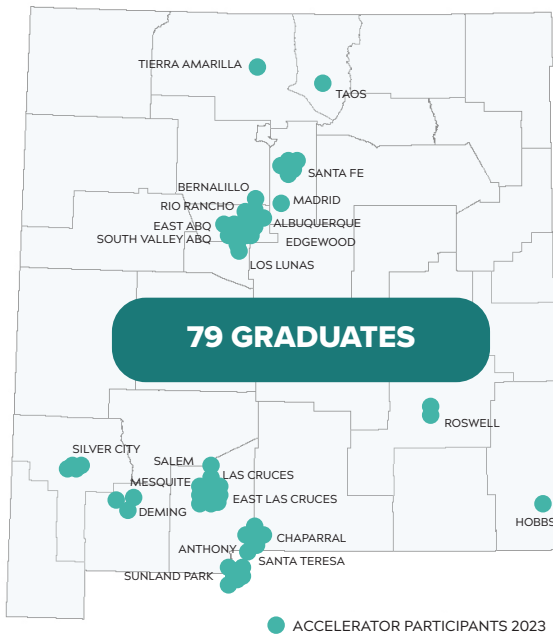 TIERRA AMARILLA
TAOS
SANTA FE
BERNALILLO
MADRID
RIO RANCHO
ALBUQUERQUE
EAST ABQ
SOUTH VALLEY ABQ
EDGEWOOD
LOS LUNAS
79 GRADUATES
ROSWELL
SILVER CITY
SALEM
LAS CRUCES
MESQUITE
EAST LAS CRUCES
DEMING
HOBBS
CHAPARRAL
ANTHONY
SANTA TERESA
SUNLAND PARK
ACCELERATOR PARTICIPANTS 2023